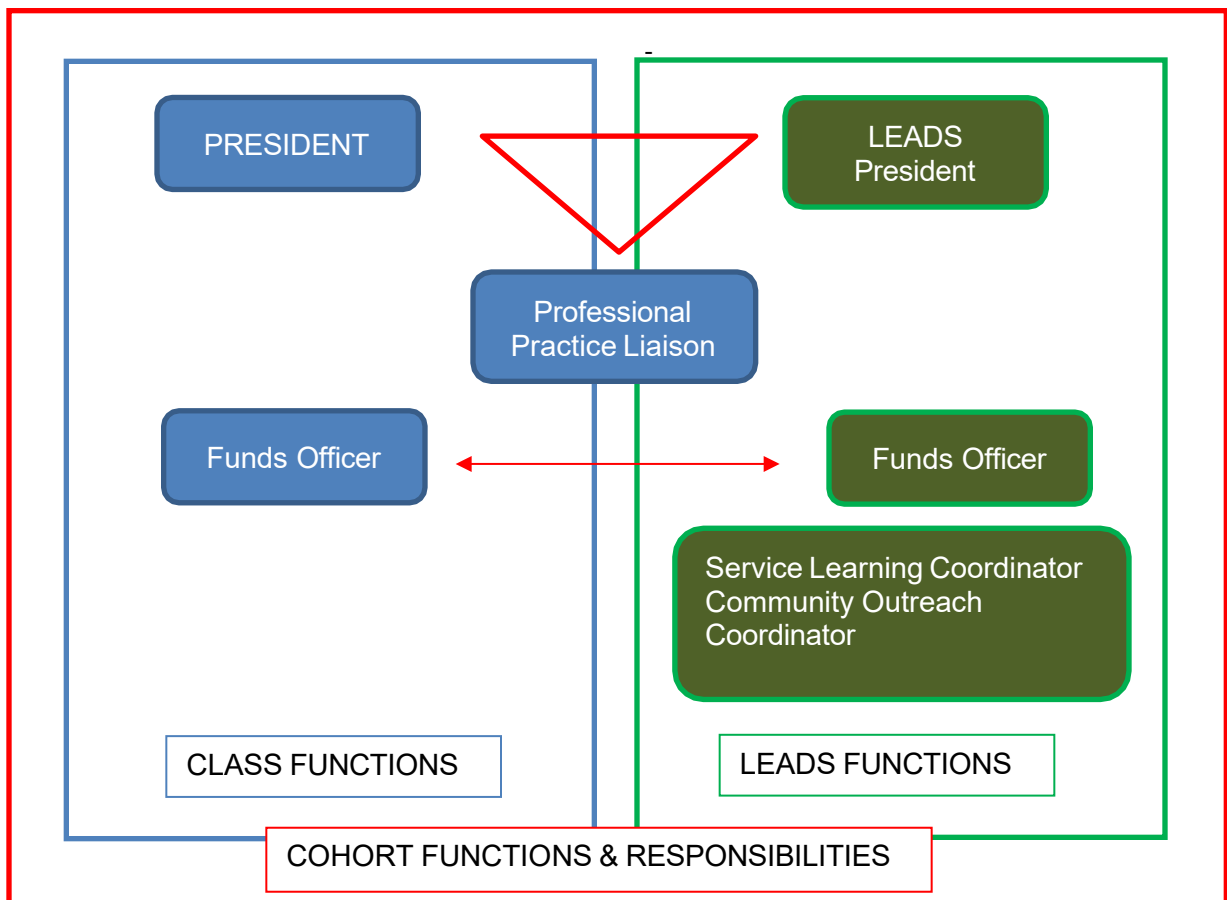 -
PRESIDENT
LEADS
President
Professional
Practice Liaison
Funds Officer
Funds Officer
Service Learning Coordinator
Community Outreach
Coordinator
CLASS FUNCTIONS
LEADS FUNCTIONS
COHORT FUNCTIONS & RESPONSIBILITIES